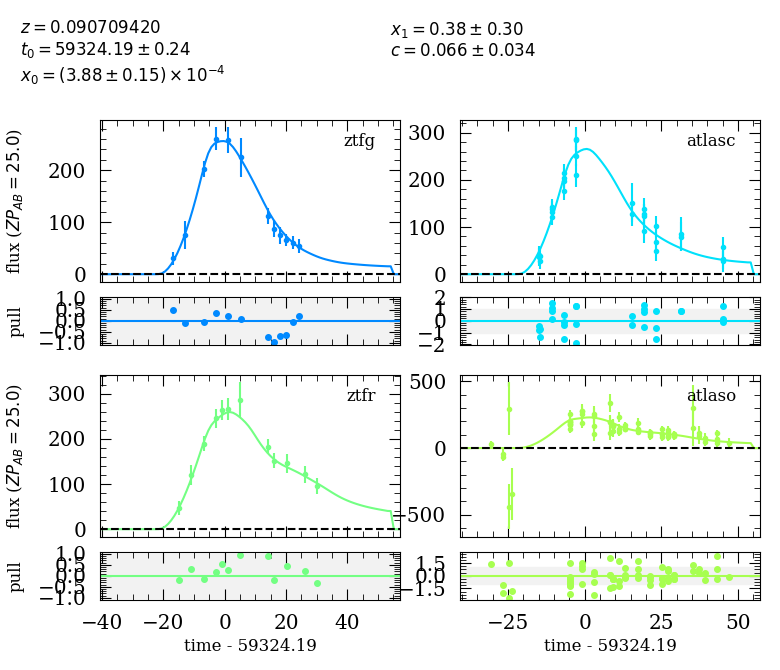 z = 0.090709420
t₀ = 59324.19 ± 0.24
x₀ = (3.88 ± 0.15) × 10⁻⁴
x₁ = 0.38 ± 0.30
c = 0.066 ± 0.034
flux (ZP_AB = 25.0)
ztfg
200
100
0
atlasc
300
200
100
0
pull
1.0
0.5
0.0
−0.5
−1.0
2
1
0
−1
−2
flux (ZP_AB = 25.0)
ztfr
300
200
100
0
atlaso
500
0
−500
pull
1.0
0.5
0.0
−0.5
−1.0
1.5
0.0
−1.5
−40 −20 0 20 40
−25 0 25 50
time - 59324.19
time - 59324.19